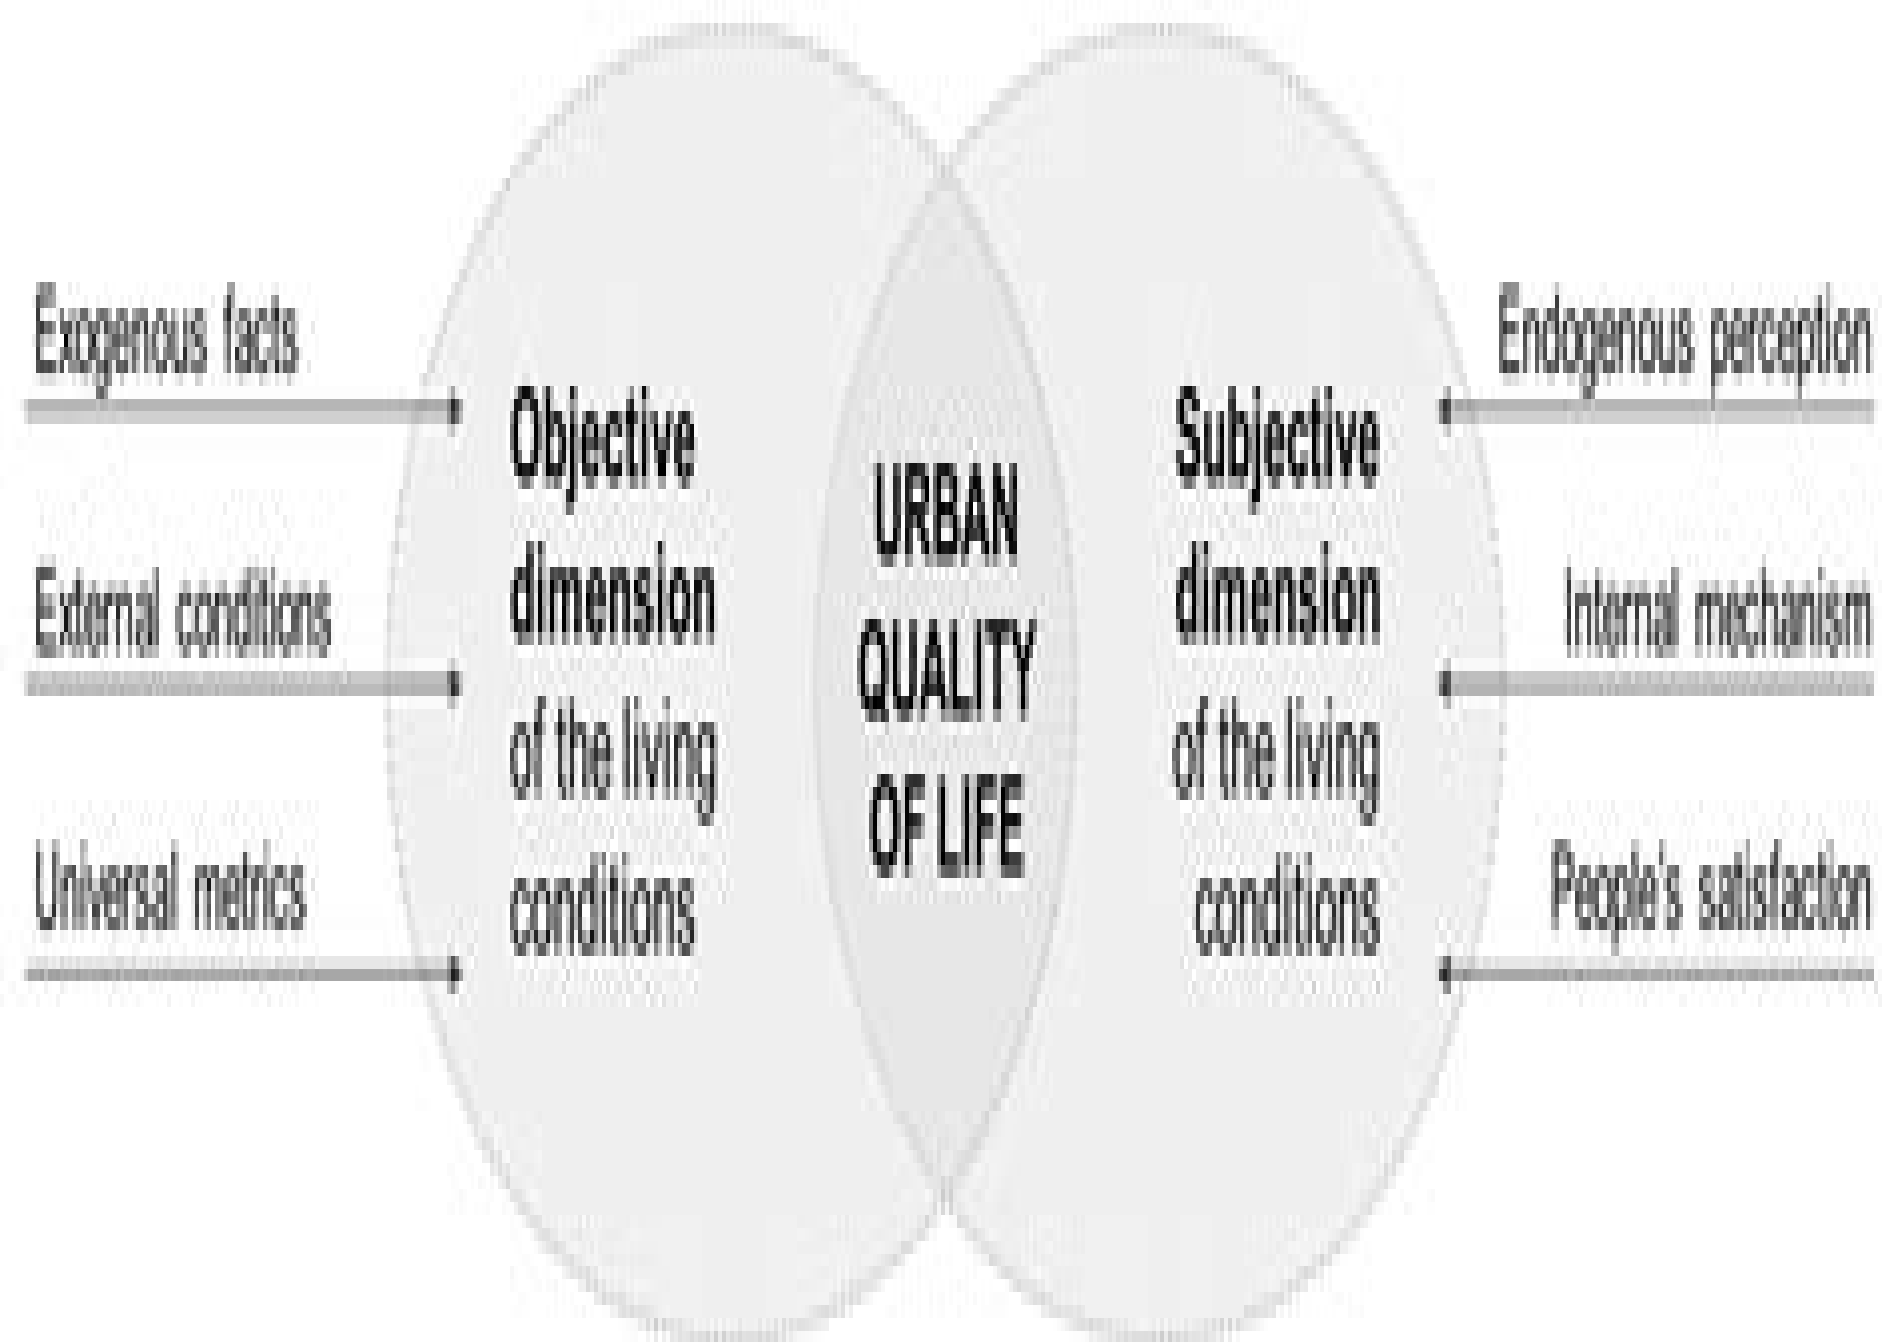 Exogenous facts
External conditions
Universal metrics
Objective
dimension
of the living
conditions
URBAN
QUALITY
OF LIFE
Subjective
dimension
of the living
conditions
Endogenous perception
Internal mechanism
People's satisfaction